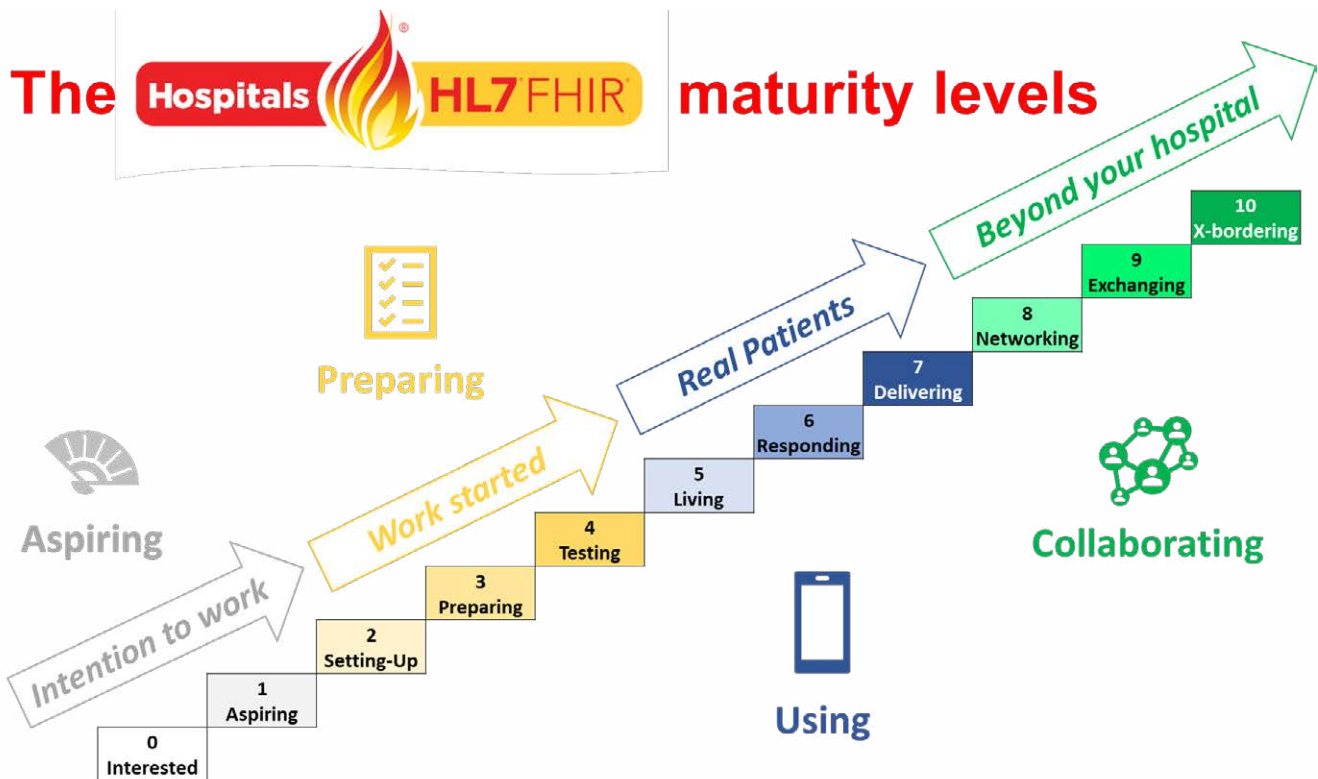 The Hospitals HL7 FHIR® maturity levels
®
Beyond your hospital
10
X-bordering
9
Exchanging
8
Networking
Real Patients
7
Delivering
Preparing
6
Responding
Work started
5
Living
Collaborating
4
Testing
Aspiring
3
Preparing
Intention to work
2
Setting-Up
Using
1
Aspiring
0
Interested